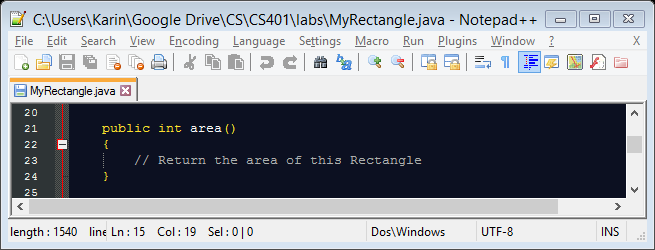 C:\Users\Karin\Google Drive\CS\CS401\labs\MyRectangle.java - Notepad++
File Edit Search View Encoding Language Settings Macro Run Plugins Window ? X
MyRectangle.java
20
21 public int area()
22 {
23 // Return the area of this Rectangle
24 }
25
length : 1540 line Ln : 15 Col : 19 Sel : 0 | 0 Dos\Windows UTF-8 INS